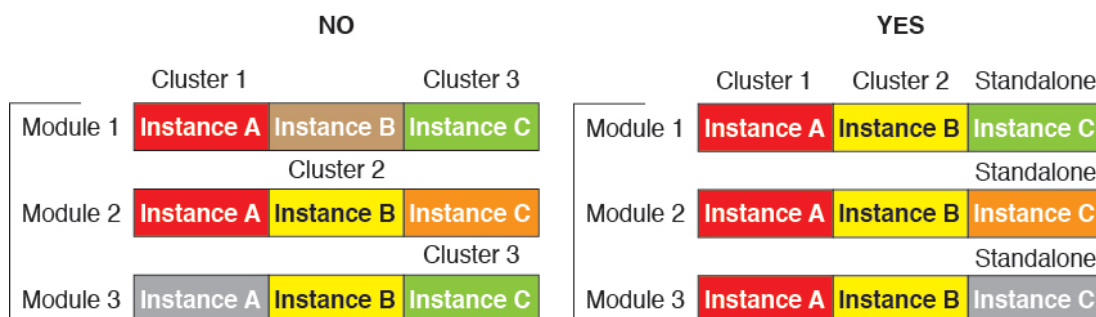 NO
Cluster 1 Cluster 3
Module 1 Instance A Instance B Instance C
Cluster 2
Module 2 Instance A Instance B Instance C
Cluster 3
Module 3 Instance A Instance B Instance C
YES
Cluster 1 Cluster 2 Standalone
Module 1 Instance A Instance B Instance C
Standalone
Module 2 Instance A Instance B Instance C
Standalone
Module 3 Instance A Instance B Instance C